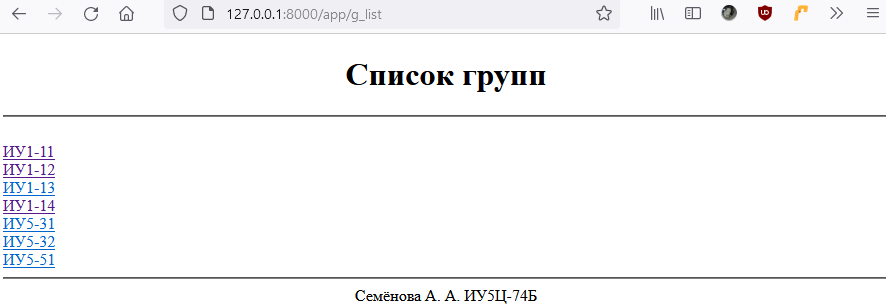 127.0.0.1:8000/app/g_list
Список групп
ИУ1-11
ИУ1-12
ИУ1-13
ИУ1-14
ИУ5-31
ИУ5-32
ИУ5-51
Семёнова А. А. ИУ5Ц-74Б